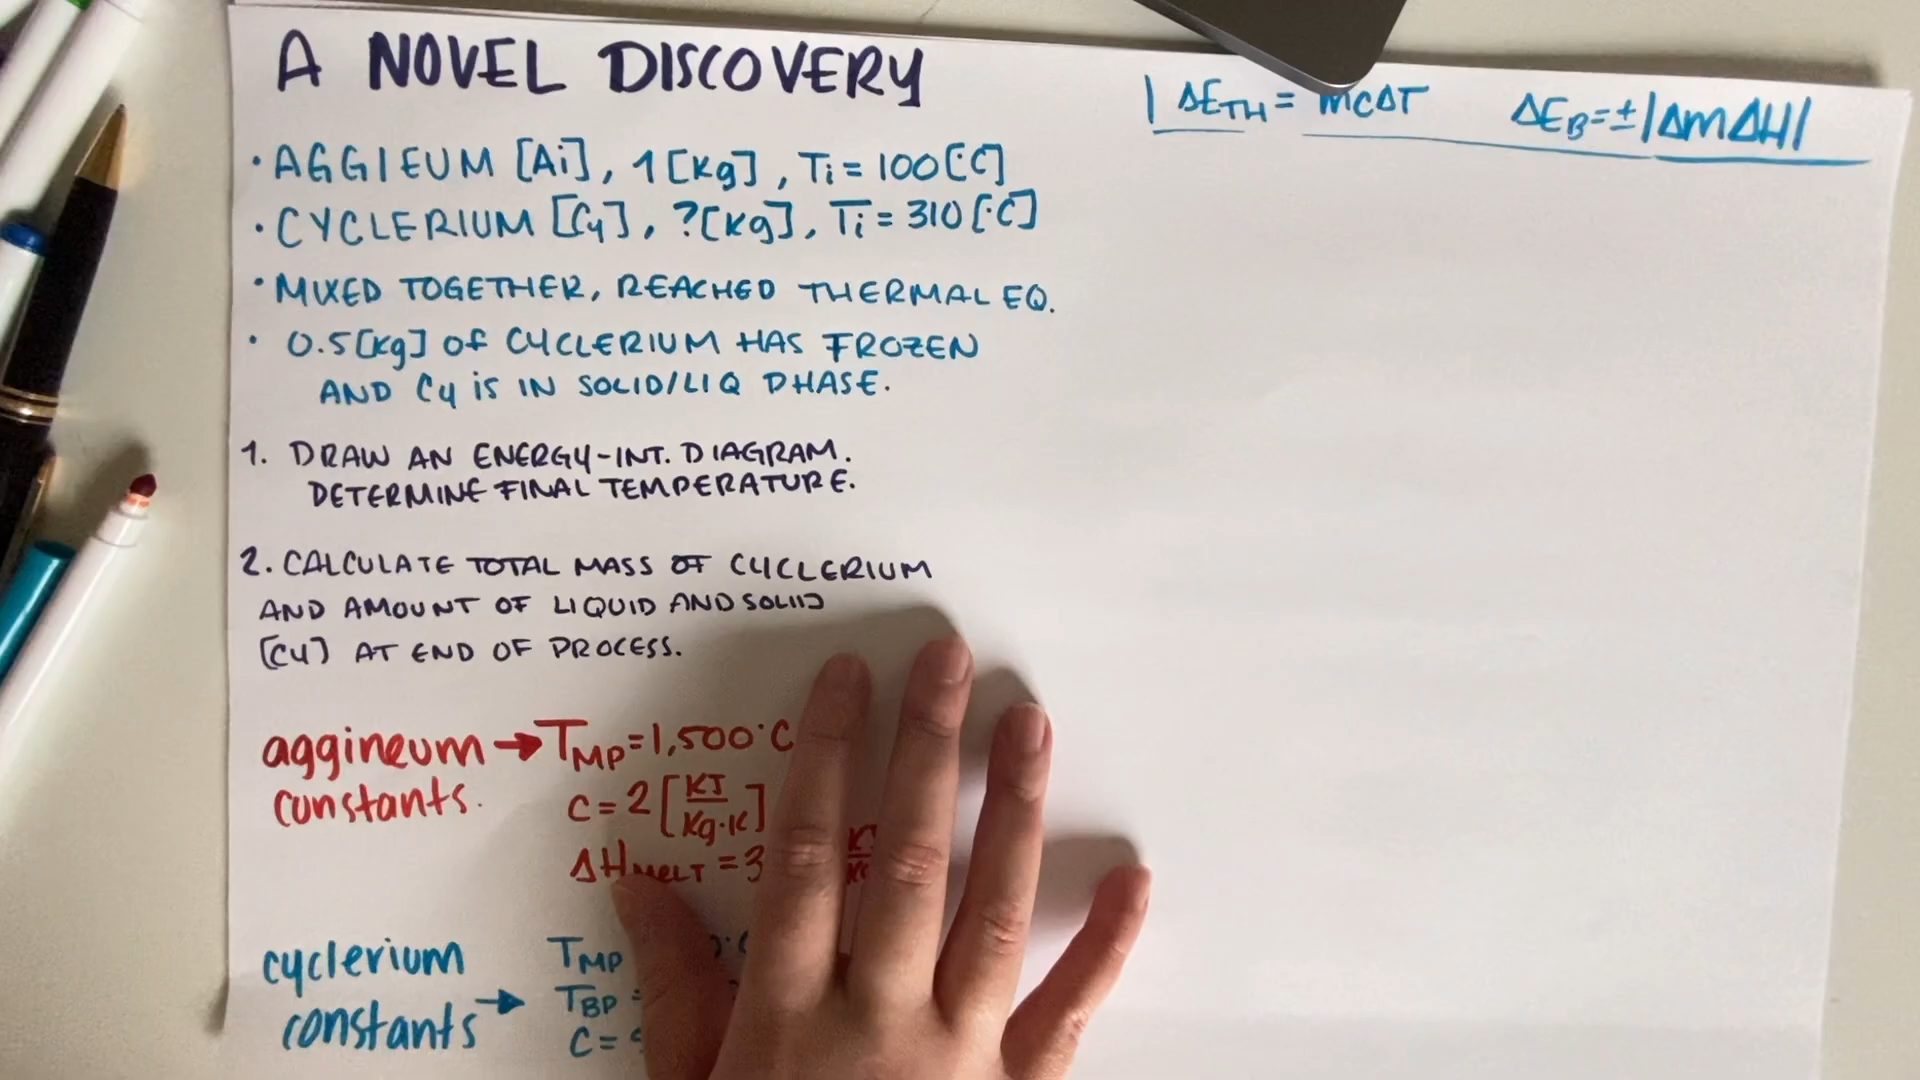 A NOVEL DISCOVERY
• AGGIEUM [Ai], 1[Kg], Ti = 100[°C]
• CYCLERIUM [Cy], ?[Kg], Ti = 310[°C]
• MIXED TOGETHER, REACHED THERMAL EQ.
• 0.5[Kg] OF CYCLERIUM HAS FROZEN
AND Cy is IN SOLID/LIQ PHASE.
1. DRAW AN ENERGY-INT. DIAGRAM.
DETERMINE FINAL TEMPERATURE.
2. CALCULATE TOTAL MASS OF CYCLERIUM
AND AMOUNT OF LIQUID AND SOLID
[Cy] AT END OF PROCESS.
aggineum → TMP = 1,500°C
constants. C = 2 [KJ/Kg·K]
ΔHMELT = 3
cyclerium TMP
constants → TBP =
C =
ΔETH = mCΔT ΔEB = ±|ΔmΔH|